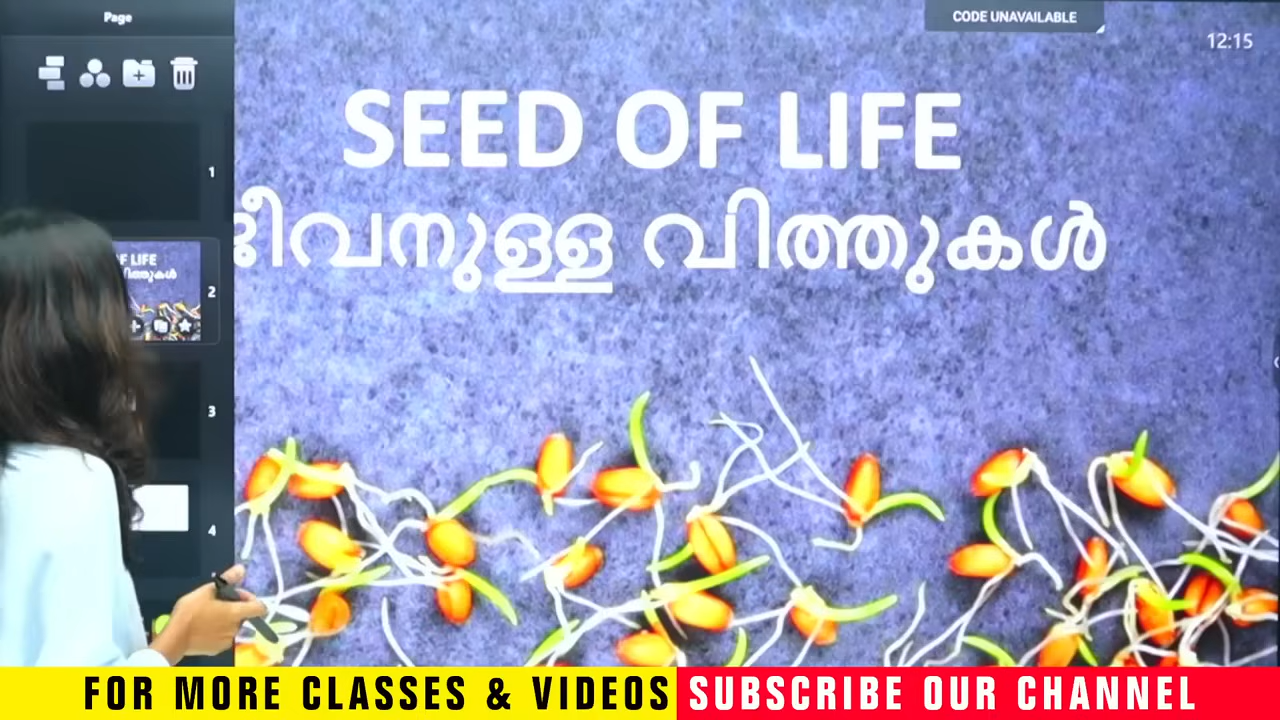 Page
CODE UNAVAILABLE
12:15
SEED OF LIFE
ജീവനുള്ള വിത്തുകൾ
1
2
3
4
FOR MORE CLASSES & VIDEOS SUBSCRIBE OUR CHANNEL